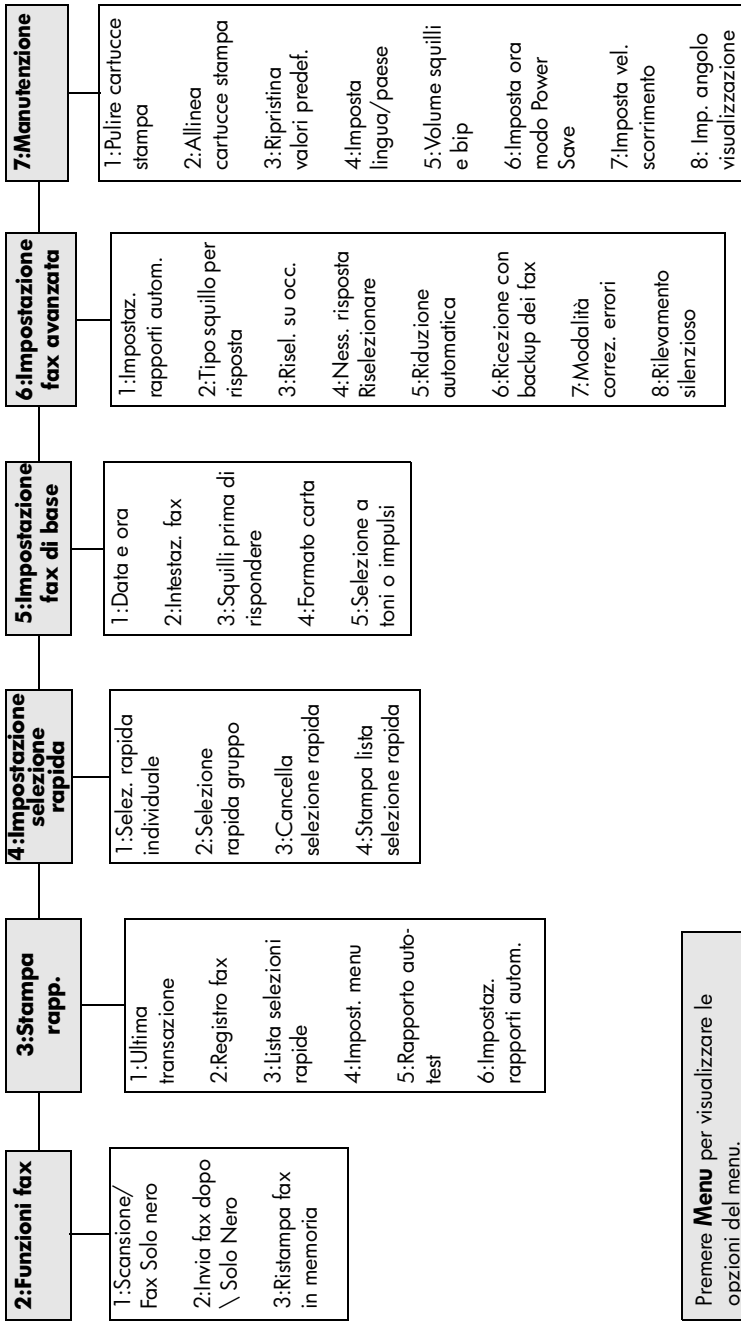 2:Funzioni fax
1:Scansione/
Fax Solo nero
2:Invia fax dopo
\ Solo Nero
3:Ristampa fax
in memoria
3:Stampa
rapp.
1:Ultima
transazione
2:Registro fax
3:Lista selezioni
rapide
4:Impost. menu
5:Rapporto auto-
test
6:Impostaz.
rapporti autom.
4:Impostazione
selezione
rapida
1:Selez. rapida
individuale
2:Selezione
rapida gruppo
3:Cancella
selezione rapida
4:Stampa lista
selezione rapida
5:Impostazione
fax di base
1:Data e ora
2:Intestaz. fax
3:Squilli prima di
rispondere
4:Formato carta
5:Selezione a
toni o impulsi
6:Impostazione
fax avanzata
1:Impostaz.
rapporti autom.
2:Tipo squillo per
risposta
3:Risel. su occ.
4:Ness. risposta
Riselezionare
5:Riduzione
automatica
6:Ricezione con
backup dei fax
7:Modalità
correz. errori
8:Rilevamento
silenzioso
7:Manutenzione
1:Pulire cartucce
stampa
2:Allinea
cartucce stampa
3:Ripristina
valori predef.
4:Imposta
lingua/paese
5:Volume squilli
e bip
6:Imposta ora
modo Power
Save
7:Imposta vel.
scorrimento
8: Imp. angolo
visualizzazione
Premere Menu per visualizzare le
opzioni del menu.